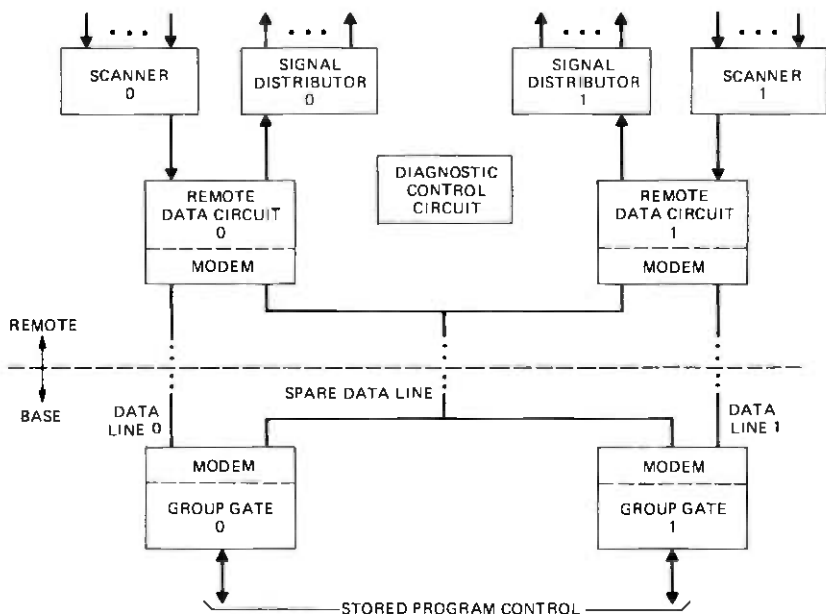 SCANNER
0
SIGNAL
DISTRIBUTOR
0
SIGNAL
DISTRIBUTOR
1
SCANNER
1
DIAGNOSTIC
CONTROL
CIRCUIT
REMOTE
DATA CIRCUIT
0
MODEM
REMOTE
DATA CIRCUIT
1
MODEM
REMOTE
BASE
SPARE DATA LINE
DATA
LINE 0
DATA
LINE 1
MODEM
GROUP GATE
0
MODEM
GROUP GATE
1
STORED PROGRAM CONTROL